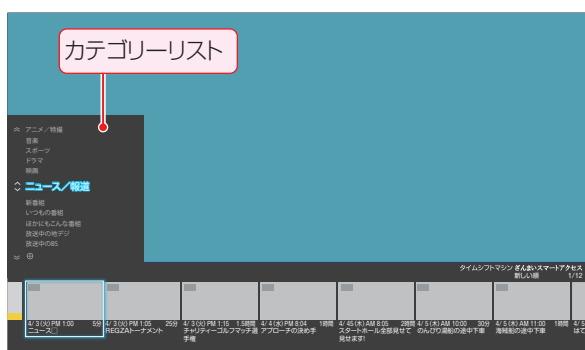 カテゴリーリスト
アニメ／特撮
音楽
スポーツ
ドラマ
映画
ニュース／報道
新番組
いつもの番組
ほかにもこんな番組
放送中の地デジ
放送中のBS
タイムシフトマシン ざんまいスマートアクセス
新しい順 1/12
4/ 3 (火) PM 1:00 5分
ニュース
4/ 3 (火) PM 1:05 25分
REGZAトーナメント
4/ 3 (火) PM 1:15 1.5時間
チャリティーゴルフマッチ選
手権
4/ 4 (水) PM 8:04 1時間
アプローチの決め手
4/ 45 (木) AM 8:05 2時間
スタートホール全部見せて
見せます!
4/ 5 (木) AM 10:00 30分
のんびり湯船の途中下車
4/ 5 (木) AM 11:00 1時間
海賊船の途中下車
4/ 5
はて